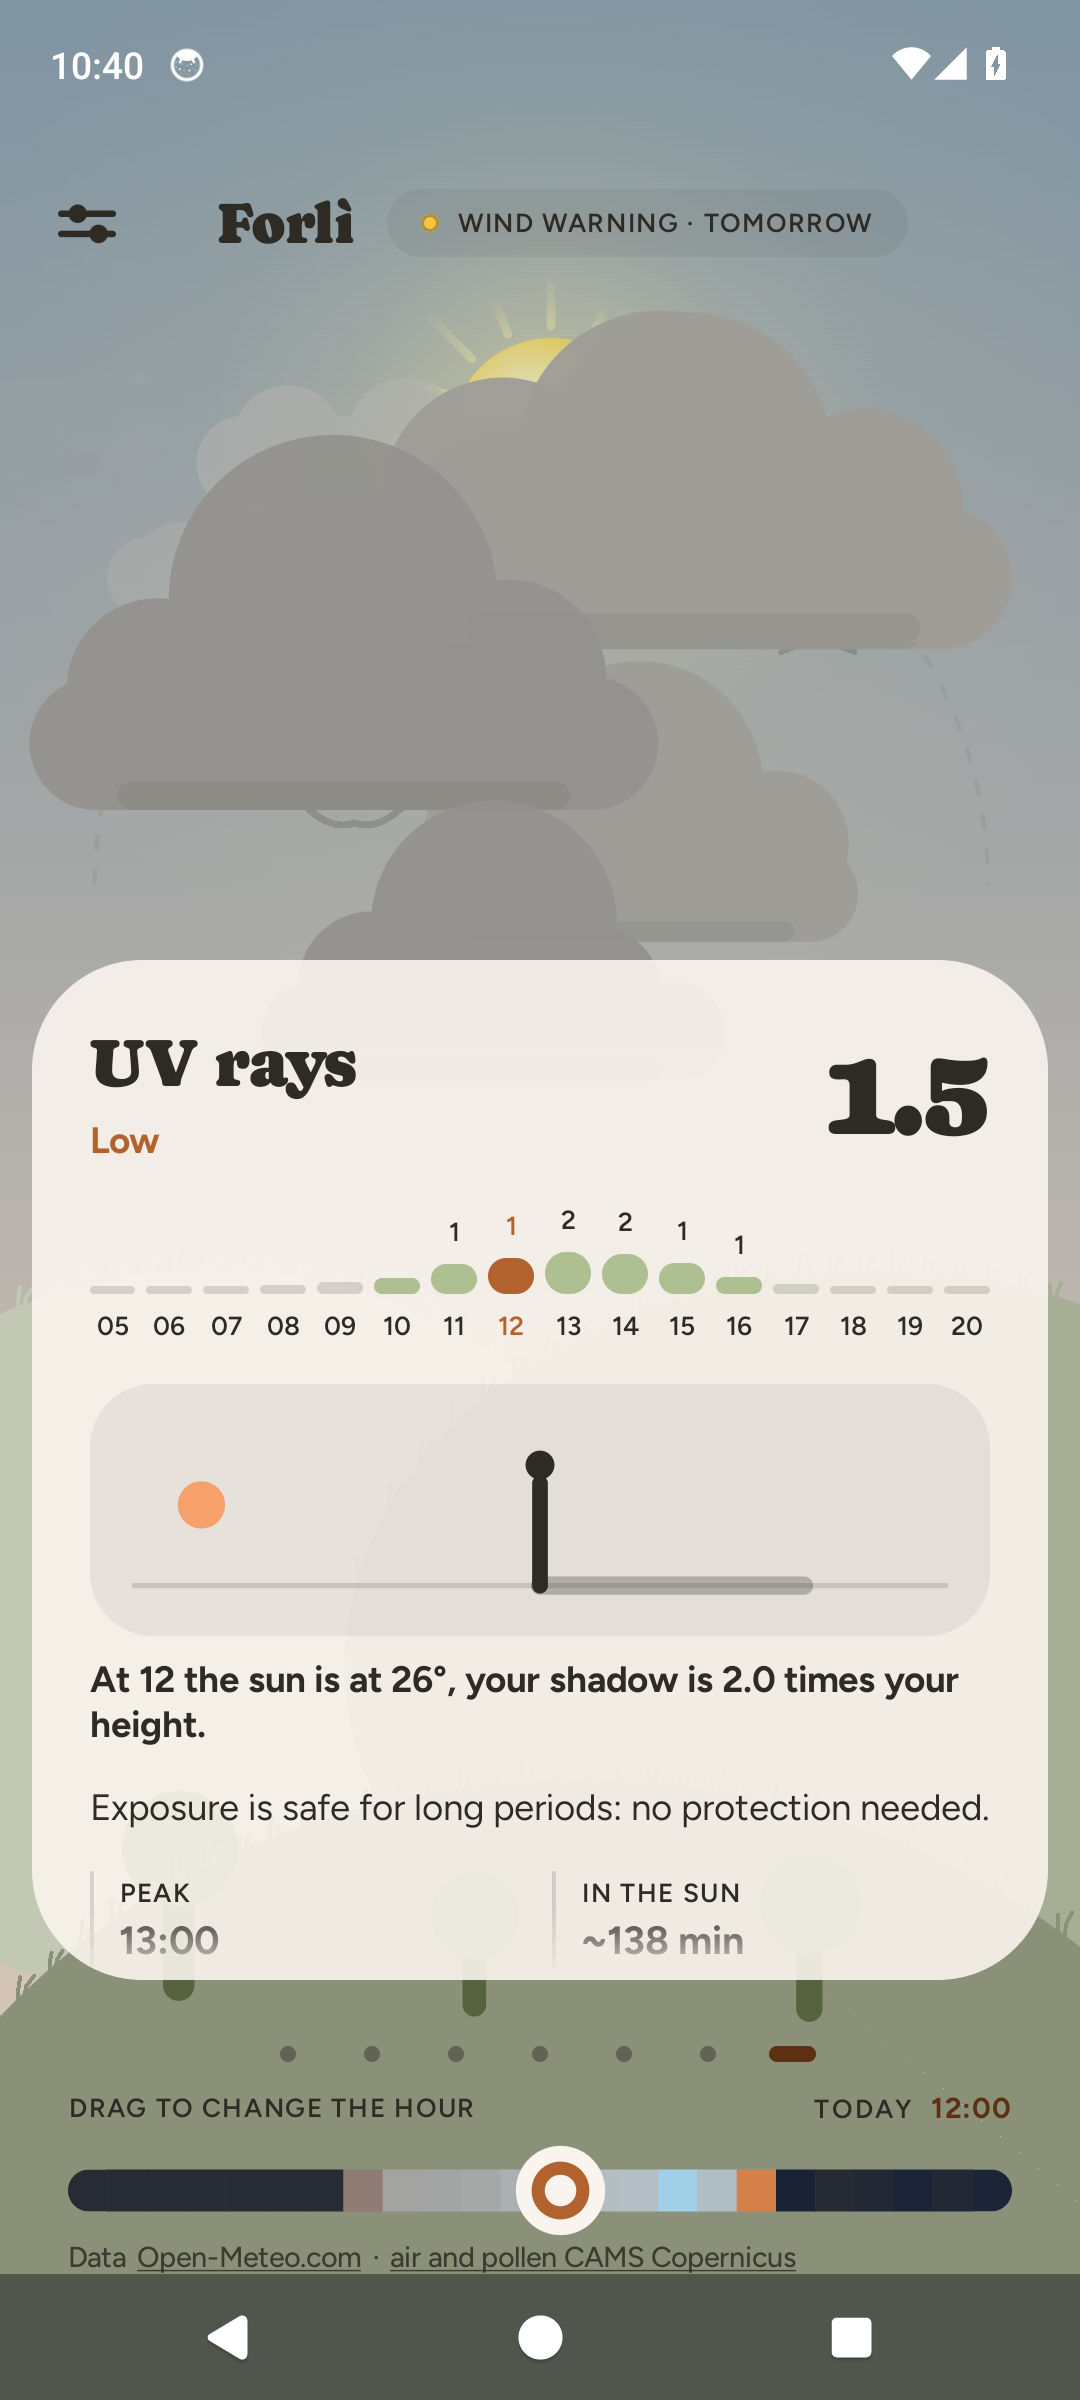 10:40
Forlì
WIND WARNING · TOMORROW
UV rays
1.5
Low
1 1 2 2 1 1
05 06 07 08 09 10 11 12 13 14 15 16 17 18 19 20
At 12 the sun is at 26°, your shadow is 2.0 times your
height.
Exposure is safe for long periods: no protection needed.
PEAK
13:00
IN THE SUN
~138 min
DRAG TO CHANGE THE HOUR
TODAY 12:00
Data Open-Meteo.com · air and pollen CAMS Copernicus